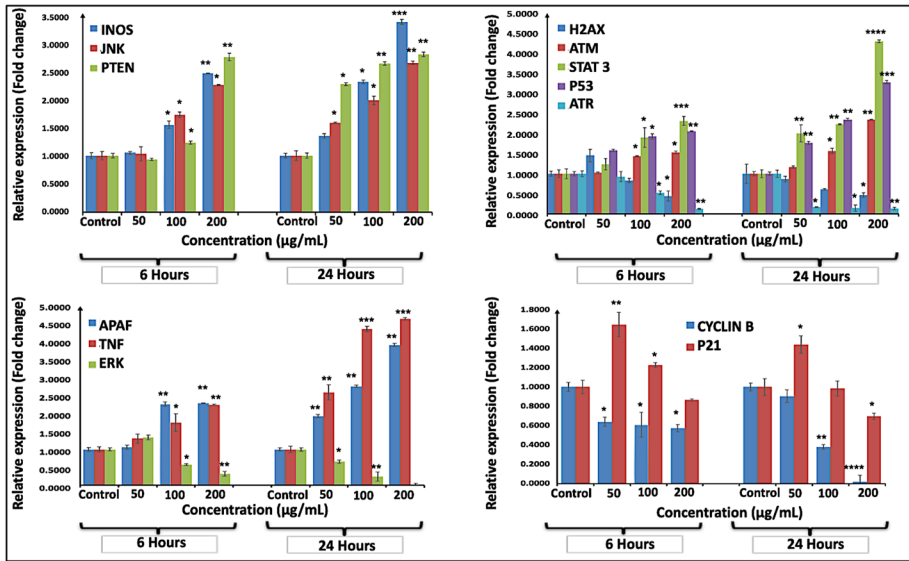 Relative expression (Fold change)
3.5000
3.0000
2.5000
2.0000
1.5000
1.0000
0.5000
0.0000
INOS
JNK
PTEN
* * * ** * ** * * * ** *** ** **
Control 50 100 200 Control 50 100 200
Concentration (µg/mL)
6 Hours 24 Hours
Relative expression (Fold change)
5.0000
4.5000
4.0000
3.5000
3.0000
2.5000
2.0000
1.5000
1.0000
0.5000
0.0000
H2AX
ATM
STAT 3
P53
ATR
* * * * * * *** ** ** ** ** * * ** ** * * ** **** *** **
Control 50 100 200 Control 50 100 200
Concentration (µg/mL)
6 Hours 24 Hours
Relative expression (Fold change)
5.0000
4.5000
4.0000
3.5000
3.0000
2.5000
2.0000
1.5000
1.0000
0.5000
0.0000
APAF
TNF
ERK
** * * ** ** ** ** ** * ** *** ** ** ***
Control 50 100 200 Control 50 100 200
Concentration (µg/mL)
6 Hours 24 Hours
Relative expression (Fold change)
1.8000
1.6000
1.4000
1.2000
1.0000
0.8000
0.6000
0.4000
0.2000
0.0000
CYCLIN B
P21
* ** * * * * ** **** *
Control 50 100 200 Control 50 100 200
Concentration (µg/mL)
6 Hours 24 Hours